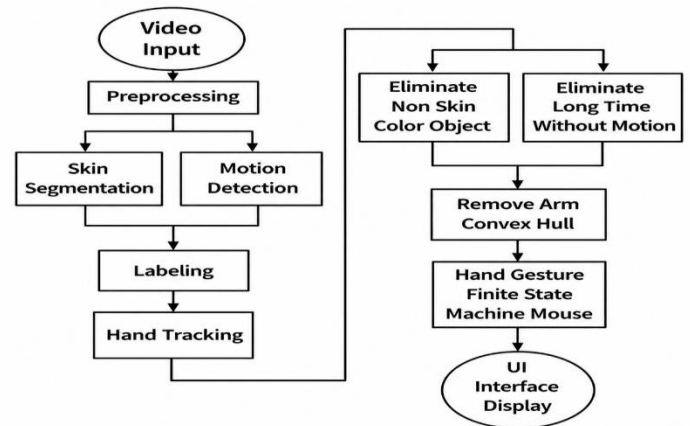 Video
Input
Preprocessing
Skin
Segmentation
Motion
Detection
Labeling
Hand Tracking
Eliminate
Non Skin
Color Object
Eliminate
Long Time
Without Motion
Remove Arm
Convex Hull
Hand Gesture
Finite State
Machine Mouse
UI
Interface
Display